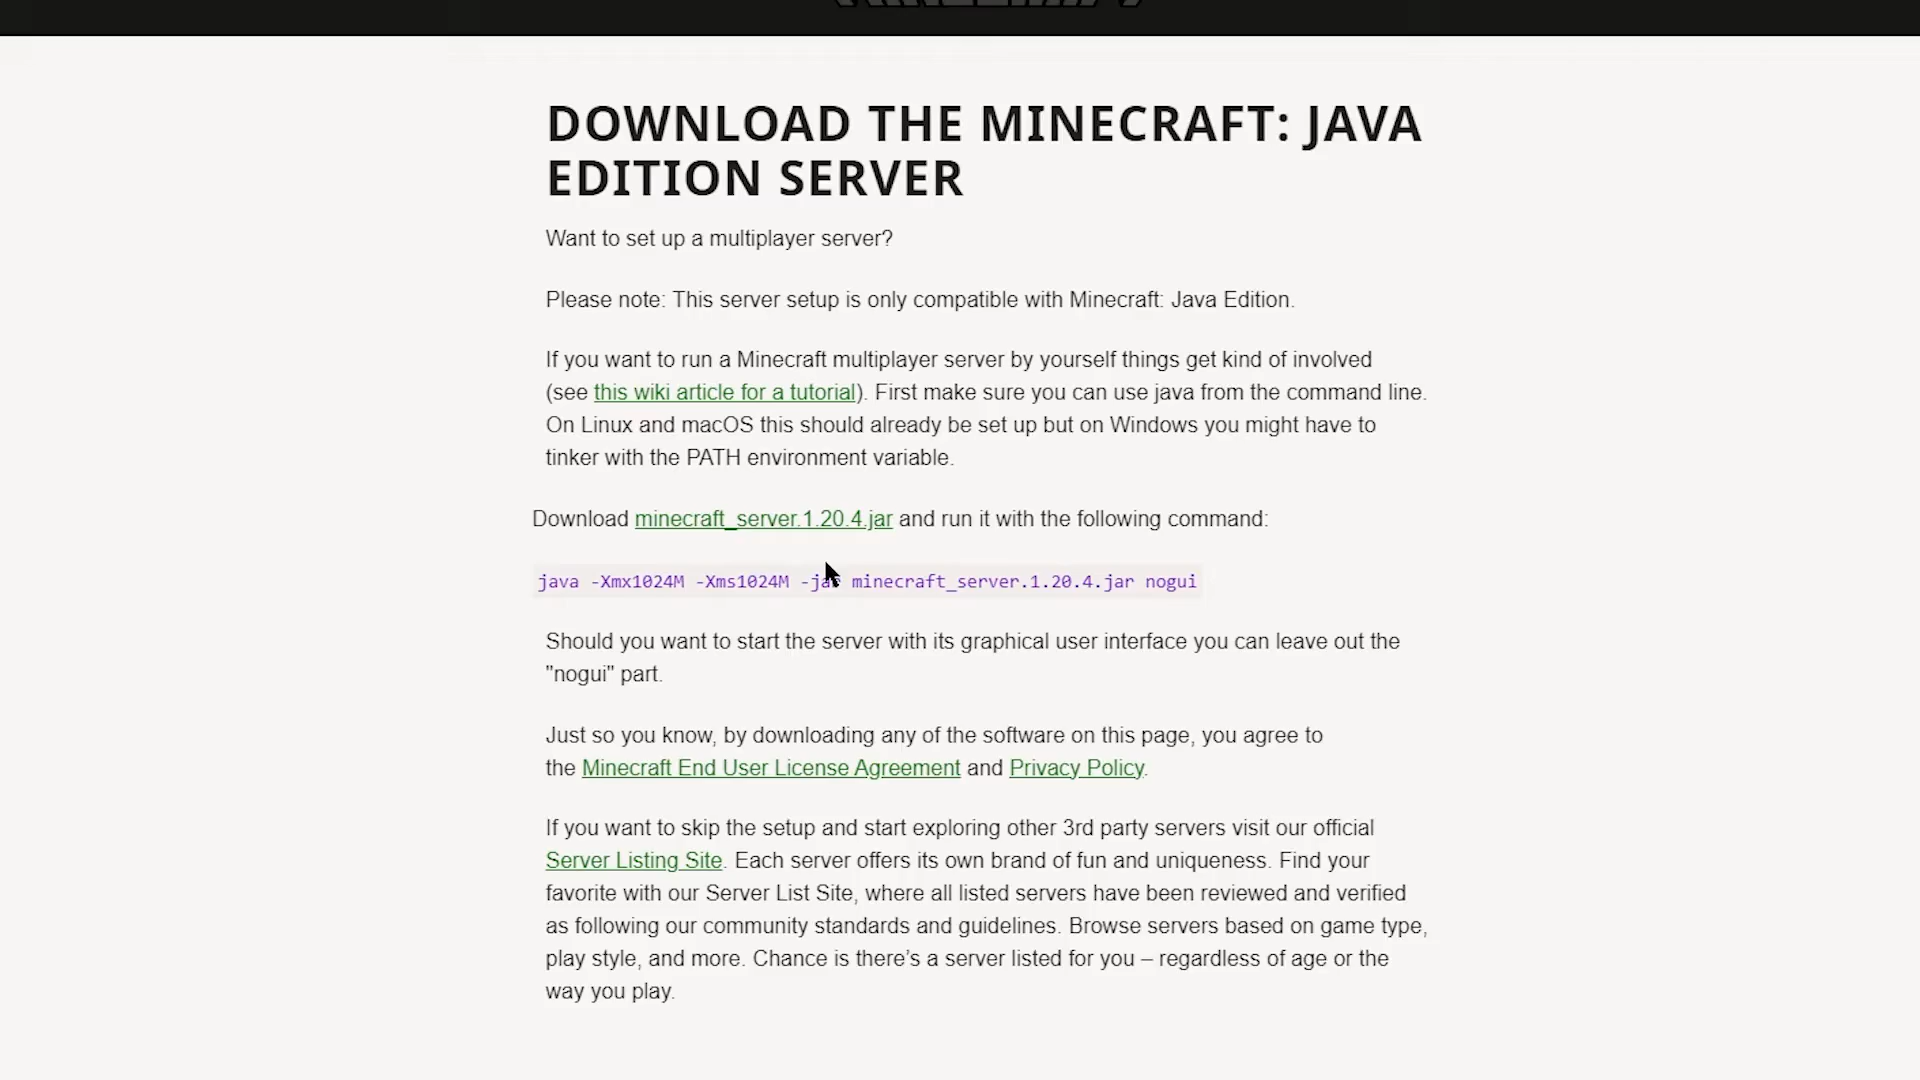 DOWNLOAD THE MINECRAFT: JAVA
EDITION SERVER
Want to set up a multiplayer server?
Please note: This server setup is only compatible with Minecraft: Java Edition.
If you want to run a Minecraft multiplayer server by yourself things get kind of involved
(see this wiki article for a tutorial). First make sure you can use java from the command line.
On Linux and macOS this should already be set up but on Windows you might have to
tinker with the PATH environment variable.
Download minecraft_server.1.20.4.jar and run it with the following command:
java -Xmx1024M -Xms1024M -jar minecraft_server.1.20.4.jar nogui
Should you want to start the server with its graphical user interface you can leave out the
"nogui" part.
Just so you know, by downloading any of the software on this page, you agree to
the Minecraft End User License Agreement and Privacy Policy.
If you want to skip the setup and start exploring other 3rd party servers visit our official
Server Listing Site. Each server offers its own brand of fun and uniqueness. Find your
favorite with our Server List Site, where all listed servers have been reviewed and verified
as following our community standards and guidelines. Browse servers based on game type,
play style, and more. Chance is there’s a server listed for you – regardless of age or the
way you play.